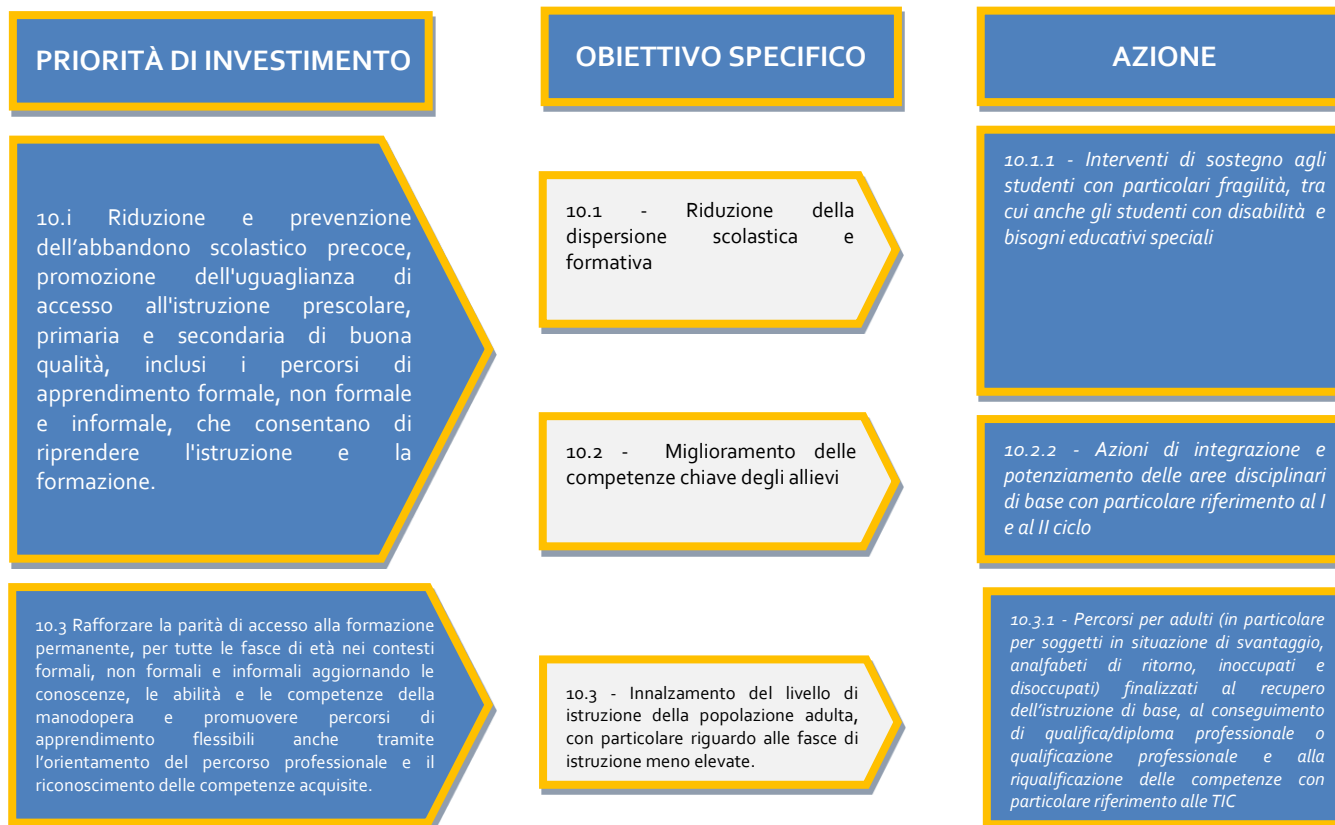 PRIORITÀ DI INVESTIMENTO
OBIETTIVO SPECIFICO
AZIONE
10.i Riduzione e prevenzione
dell’abbandono scolastico precoce,
promozione dell'uguaglianza di
accesso all'istruzione prescolare,
primaria e secondaria di buona
qualità, inclusi i percorsi di
apprendimento formale, non formale
e informale, che consentano di
riprendere l'istruzione e la
formazione.
10.1 - Riduzione della
dispersione scolastica e
formativa
10.1.1 - Interventi di sostegno agli
studenti con particolari fragilità, tra
cui anche gli studenti con disabilità e
bisogni educativi speciali
10.2 - Miglioramento delle
competenze chiave degli allievi
10.2.2 - Azioni di integrazione e
potenziamento delle aree disciplinari
di base con particolare riferimento al I
e al II ciclo
10.3 Rafforzare la parità di accesso alla formazione
permanente, per tutte le fasce di età nei contesti
formali, non formali e informali aggiornando le
conoscenze, le abilità e le competenze della
manodopera e promuovere percorsi di
apprendimento flessibili anche tramite
l’orientamento del percorso professionale e il
riconoscimento delle competenze acquisite.
10.3 - Innalzamento del livello di
istruzione della popolazione adulta,
con particolare riguardo alle fasce di
istruzione meno elevate.
10.3.1 - Percorsi per adulti (in particolare
per soggetti in situazione di svantaggio,
analfabeti di ritorno, inoccupati e
disoccupati) finalizzati al recupero
dell’istruzione di base, al conseguimento
di qualifica/diploma professionale o
qualificazione professionale e alla
riqualificazione delle competenze con
particolare riferimento alle TIC